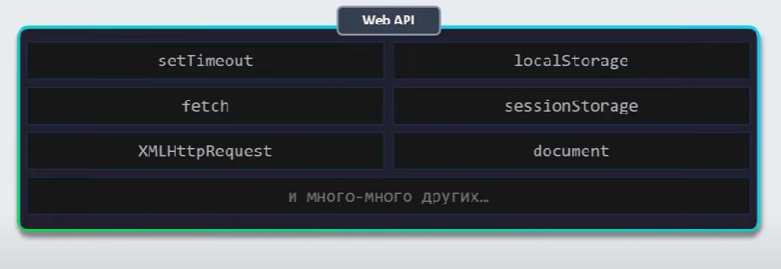 Web API
setTimeout
localStorage
fetch
sessionStorage
XMLHttpRequest
document
и много-много других…